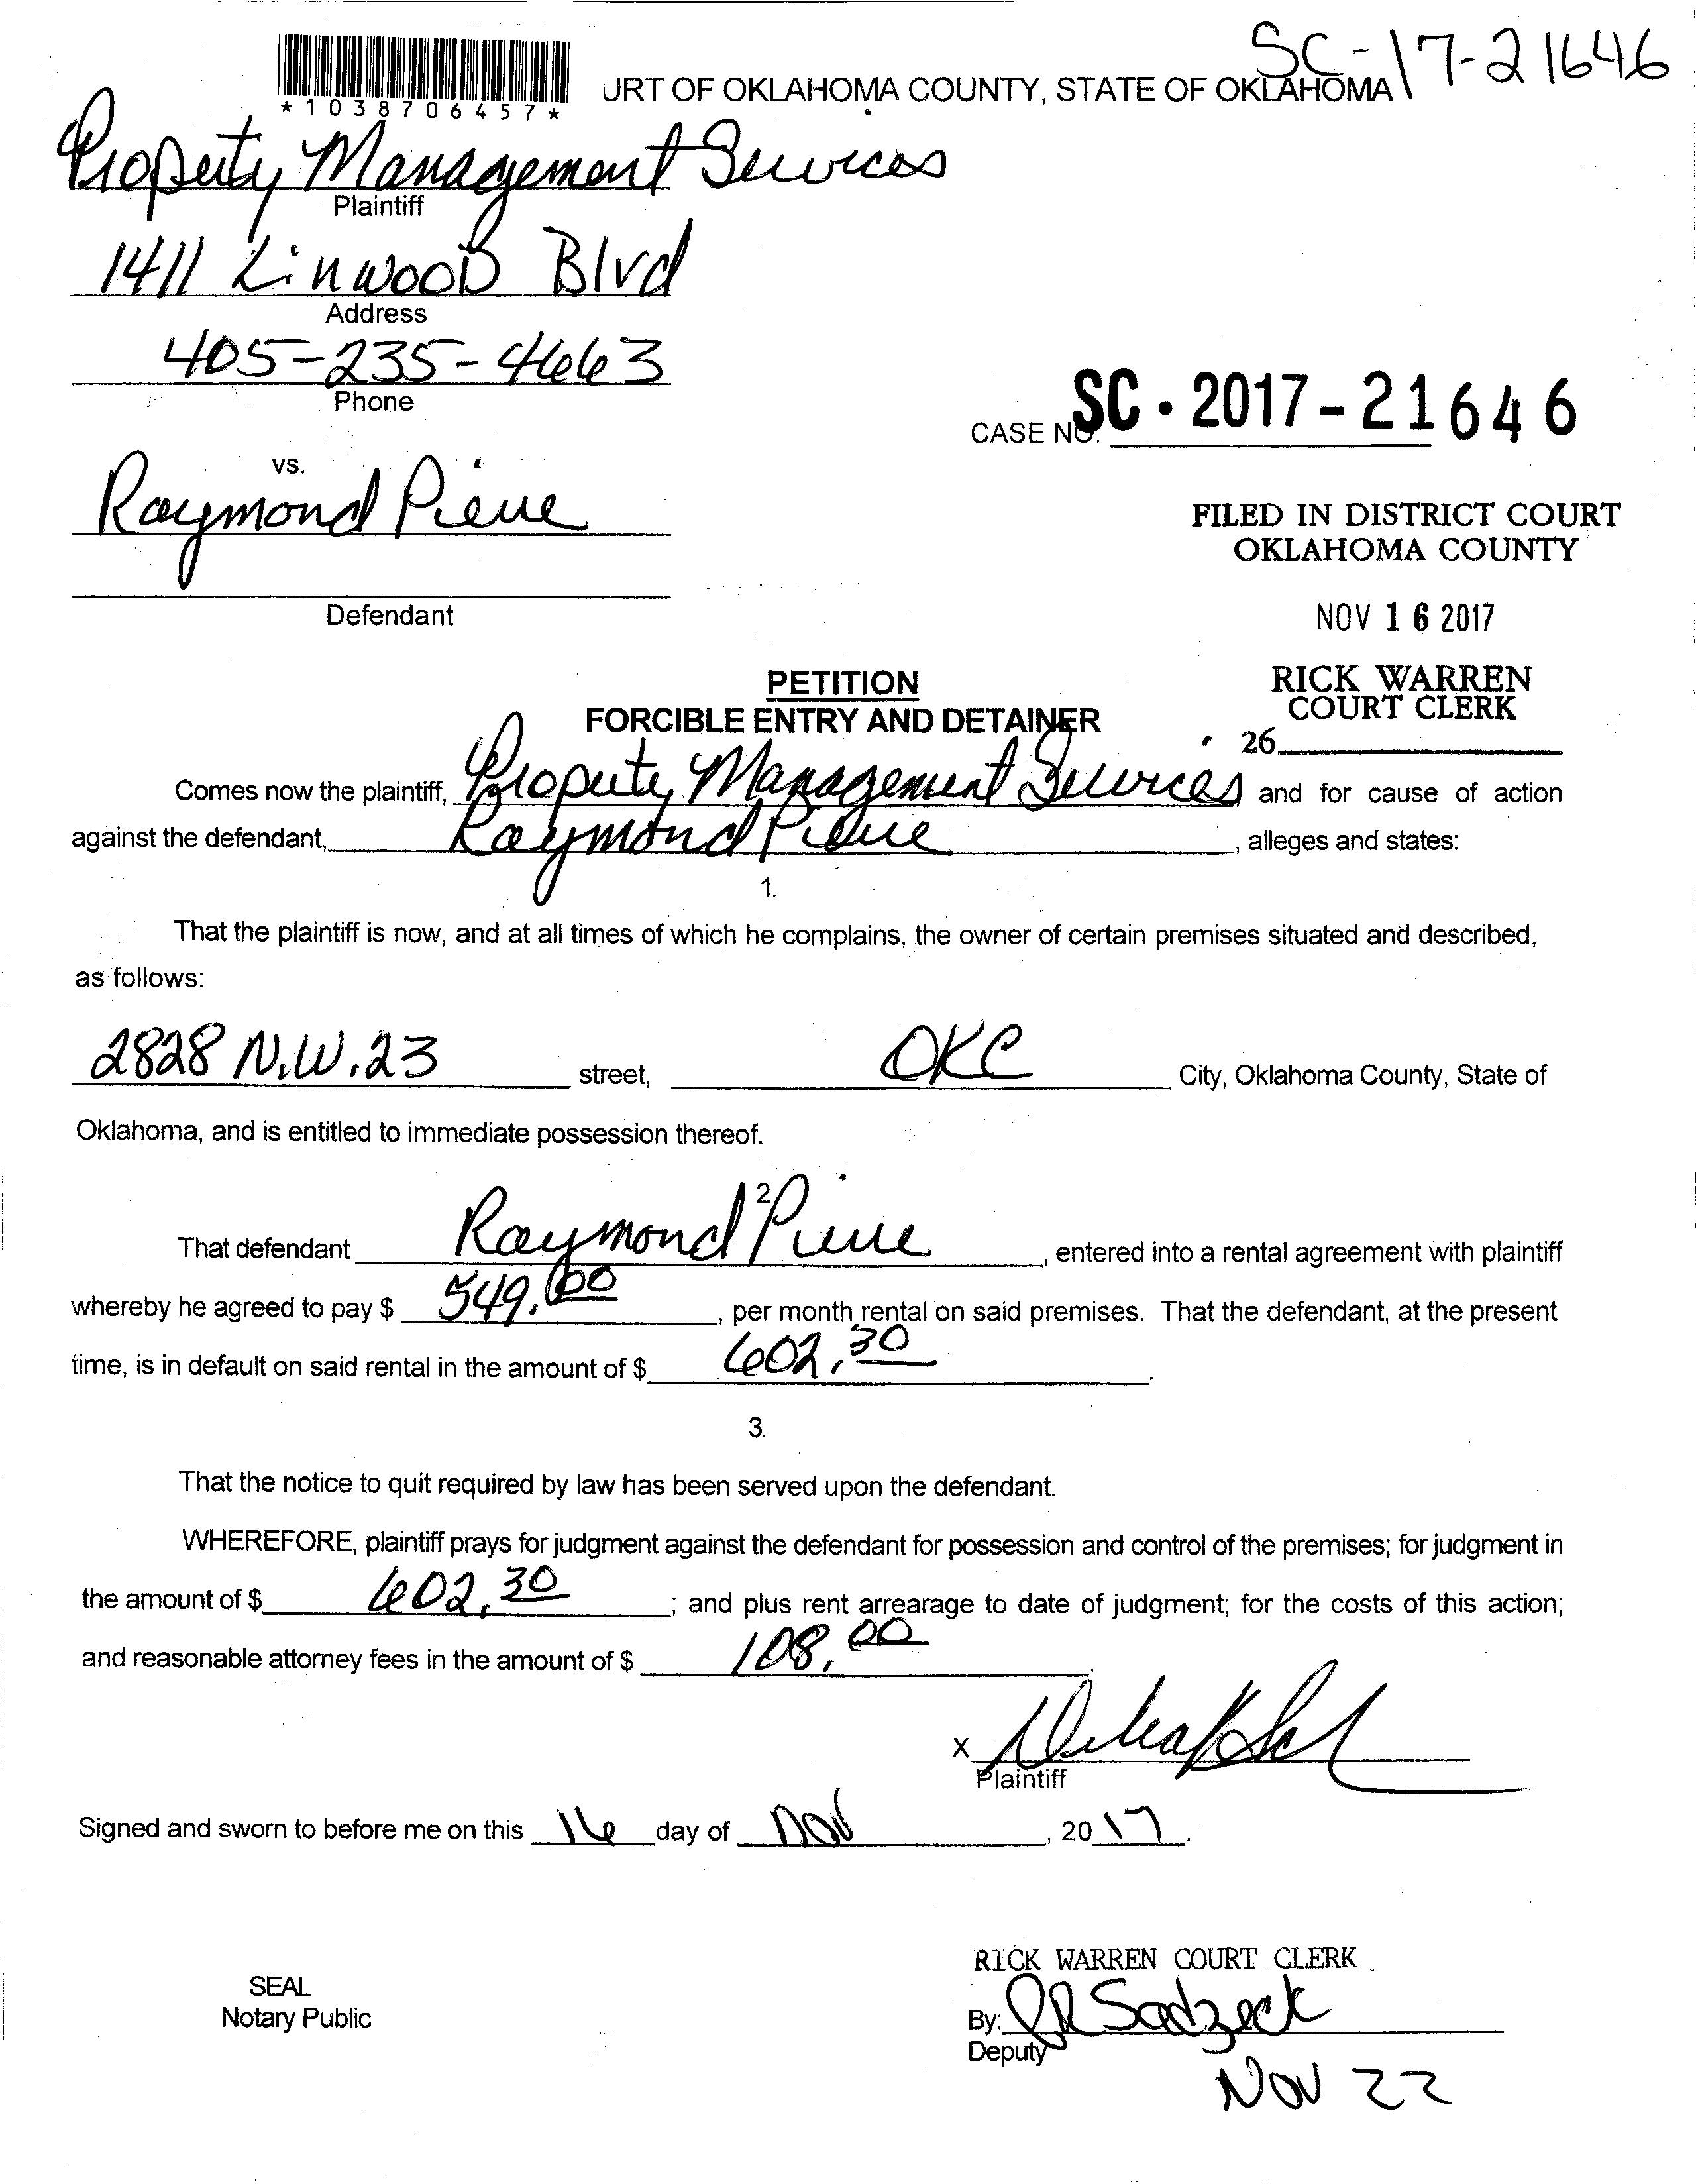 SC-17-21646
*1038706457*
URT OF OKLAHOMA COUNTY, STATE OF OKLAHOMA
Property Management Services
Plaintiff
1411 LinwooD Blvd
Address
405-235-4663
Phone
CASE NO. SC • 2017-21646
vs.
Raymond Pierre
FILED IN DISTRICT COURT
OKLAHOMA COUNTY
Defendant
NOV 16 2017
PETITION
FORCIBLE ENTRY AND DETAINER
RICK WARREN
COURT CLERK
26
Comes now the plaintiff, Property Management Services and for cause of action
against the defendant, Raymond Pierre, alleges and states:
1.
That the plaintiff is now, and at all times of which he complains, the owner of certain premises situated and described,
as follows:
2828 N.W. 23 street, OKC City, Oklahoma County, State of
Oklahoma, and is entitled to immediate possession thereof.
2
That defendant Raymond Pierre, entered into a rental agreement with plaintiff
whereby he agreed to pay $ 549.00, per month rental on said premises. That the defendant, at the present
time, is in default on said rental in the amount of $ 602.30.
3.
That the notice to quit required by law has been served upon the defendant.
WHEREFORE, plaintiff prays for judgment against the defendant for possession and control of the premises; for judgment in
the amount of $ 602.30; and plus rent arrearage to date of judgment; for the costs of this action;
and reasonable attorney fees in the amount of $ 108.00.
X
Plaintiff
Signed and sworn to before me on this 16 day of Nov, 2017.
RICK WARREN COURT CLERK
SEAL
Notary Public
By: Sadzeck
Deputy
Nov 22